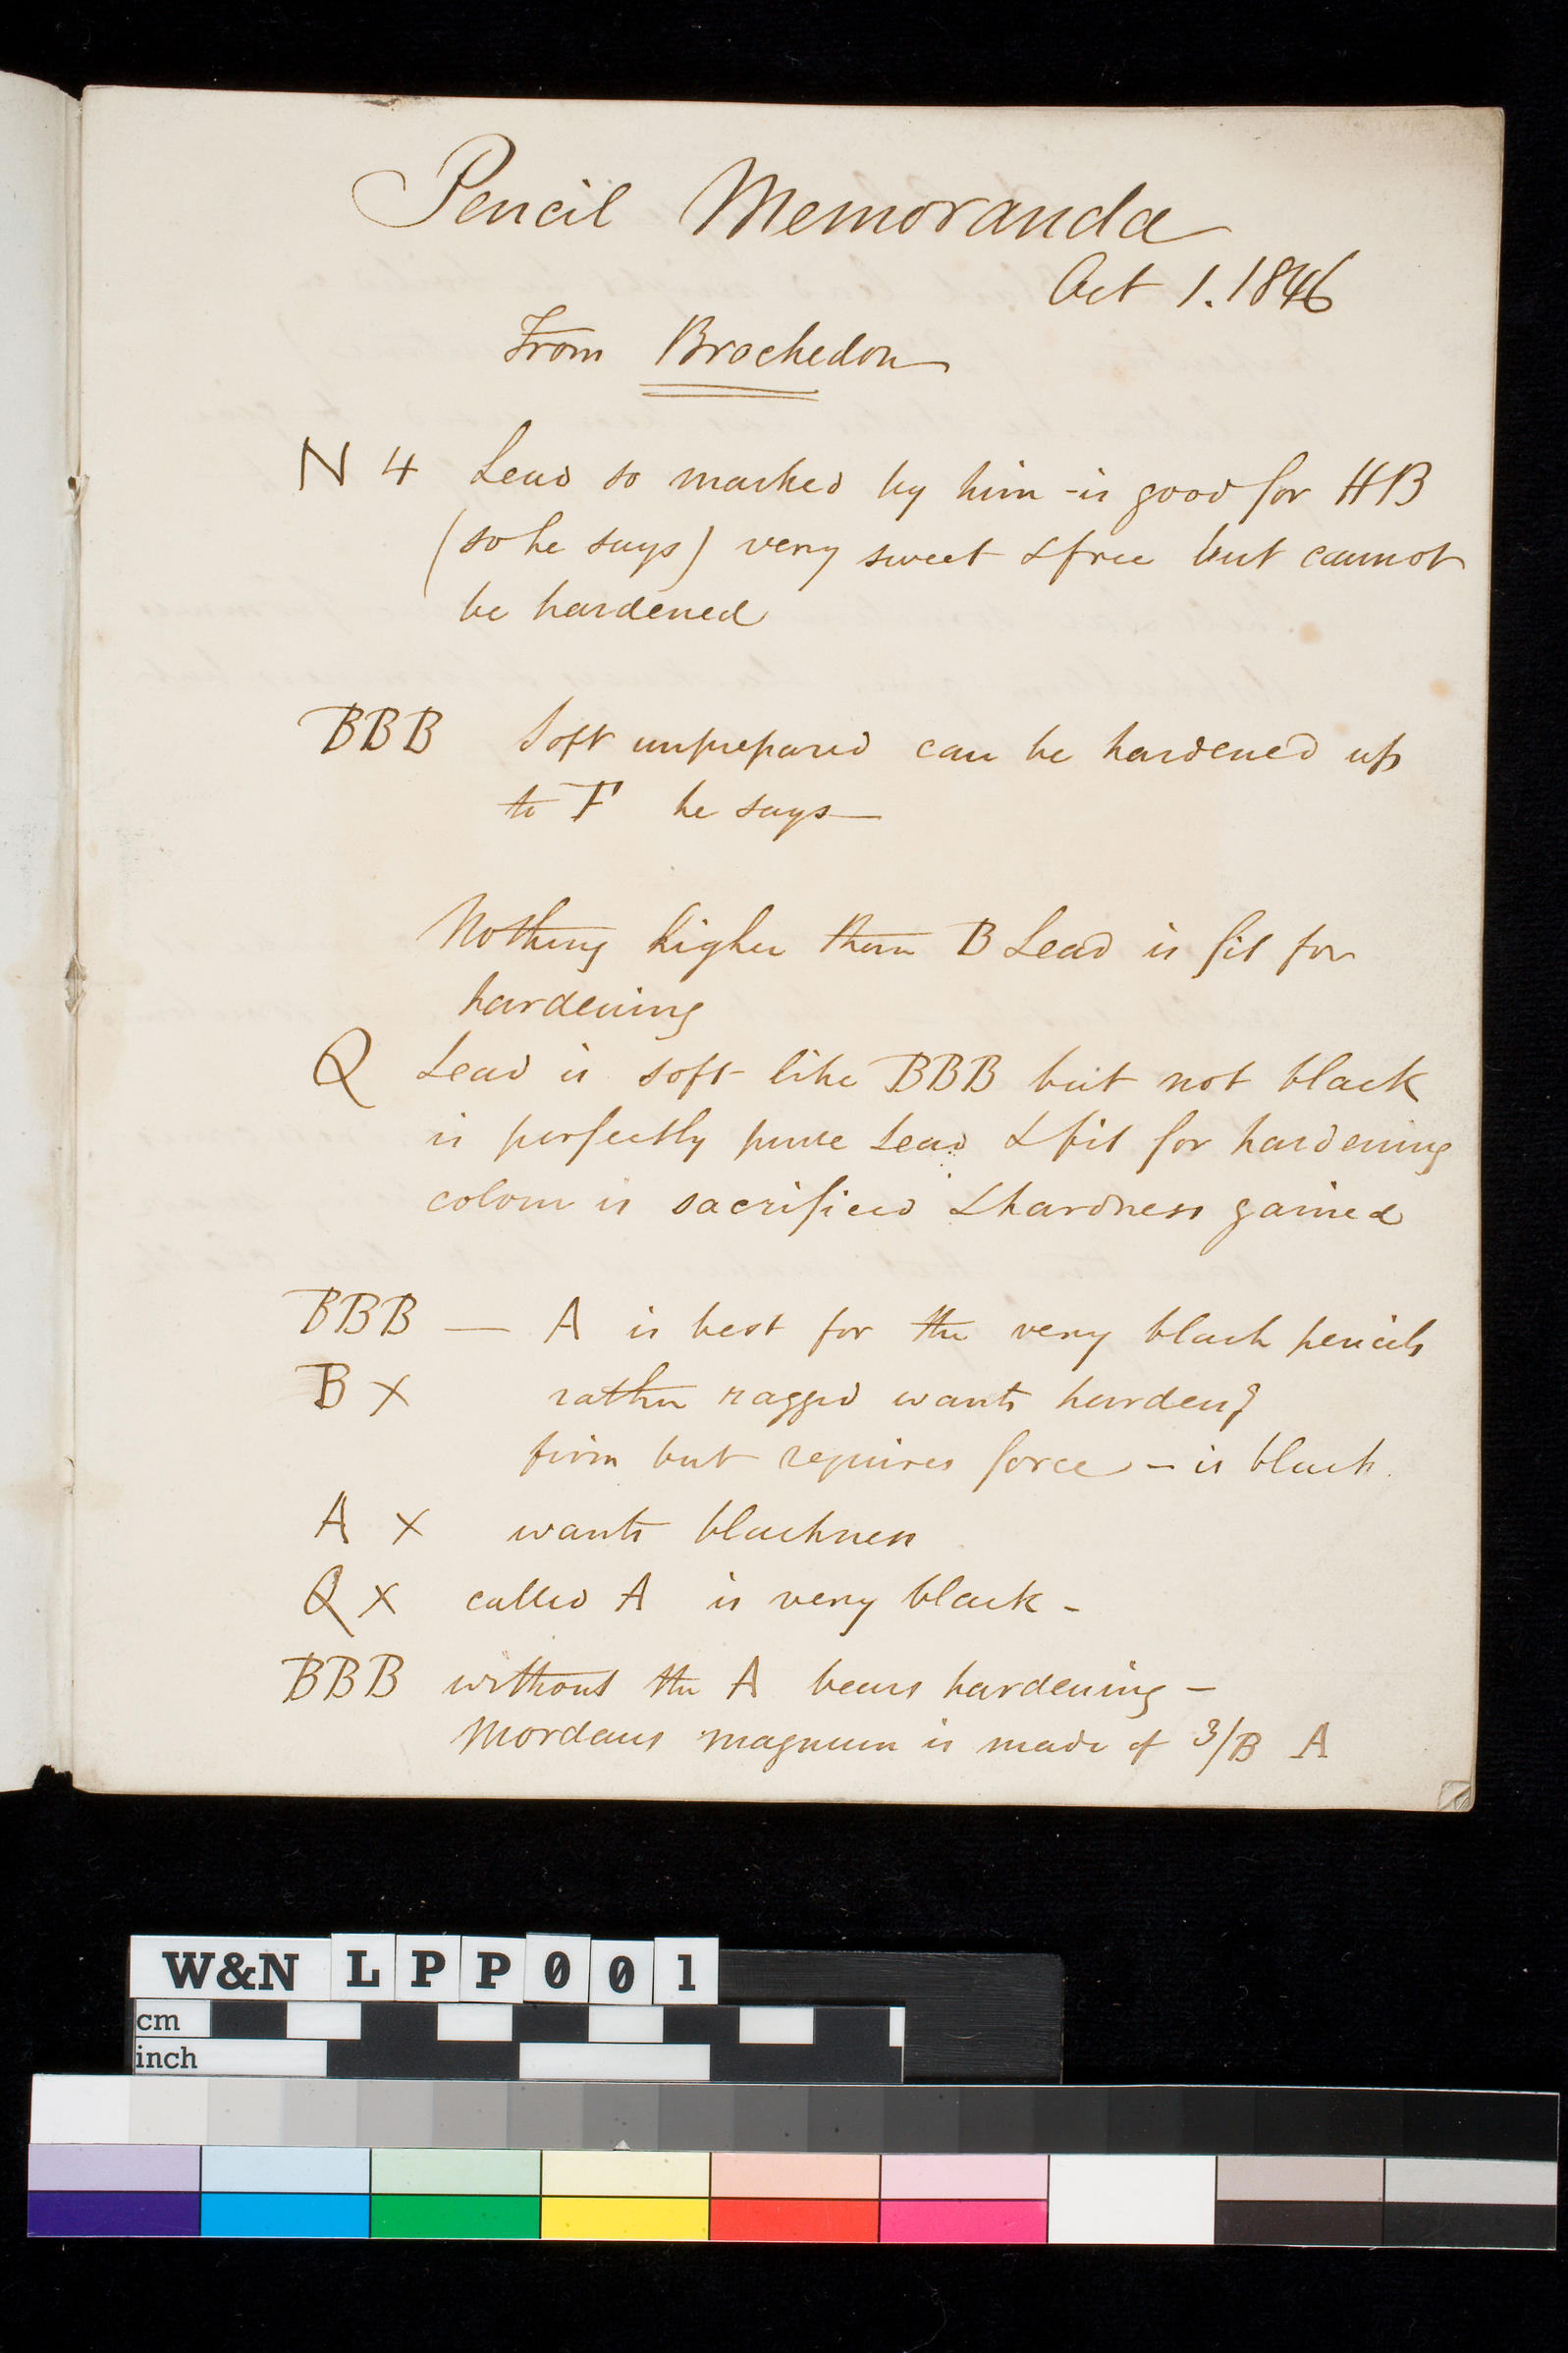 Pencil Memoranda
Oct 1. 1846
From Brockedon
N 4 Lead so marked by him - is good for HB
(so he says) very sweet & free but cannot
be hardened
BBB Soft unprepared can be hardened up
to F he says—
Nothing higher than B Lead is fit for
hardening
Q Lead is soft like BBB but not black
is perfectly pure Lead & fit for hardening
colour is sacrificed & hardness gained
BBB — A is best for the very black pencils
B X rather ragged wants hardeng
firm but requires force - is black.
A X wants blackness
Q X called A is very black -
BBB without the A bears hardening -
Mordans magnum is made of 3/B A
W&N LPP001
cm
inch